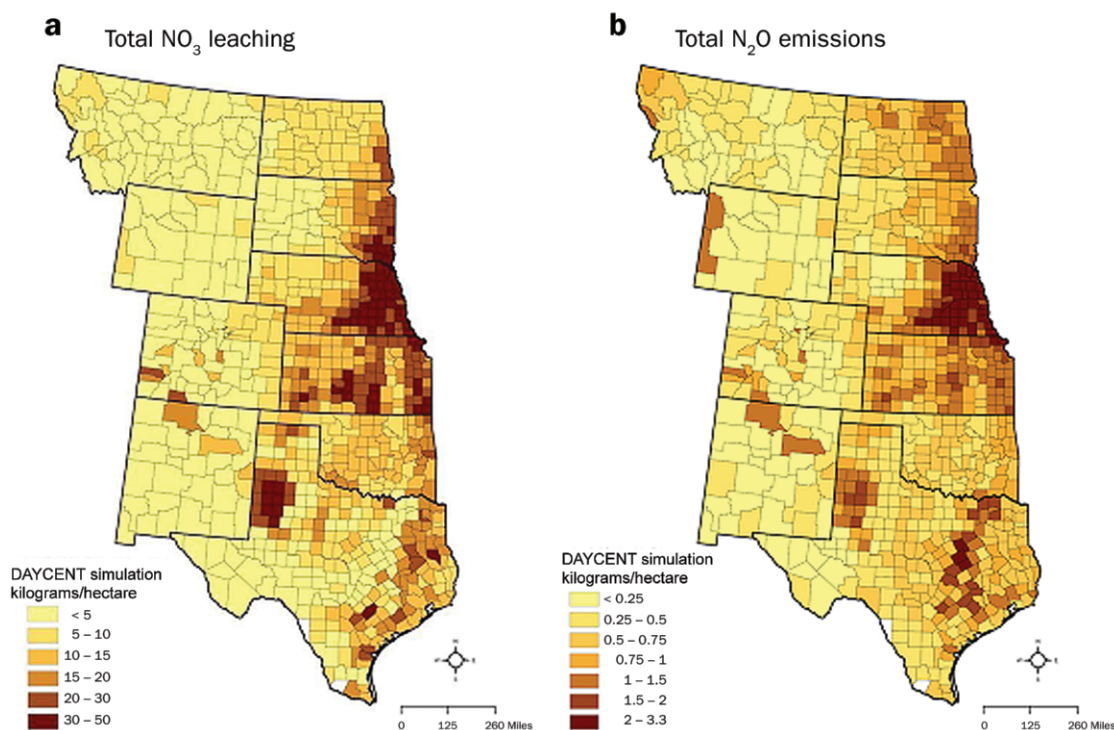 a
Total NO₃ leaching
b
Total N₂O emissions
DAYCENT simulation
kilograms/hectare
< 5
5 – 10
10 – 15
15 – 20
20 – 30
30 – 50
0 125 260 Miles
DAYCENT simulation
kilograms/hectare
< 0.25
0.25 – 0.5
0.5 – 0.75
0.75 – 1
1 – 1.5
1.5 – 2
2 – 3.3
0 125 260 Miles